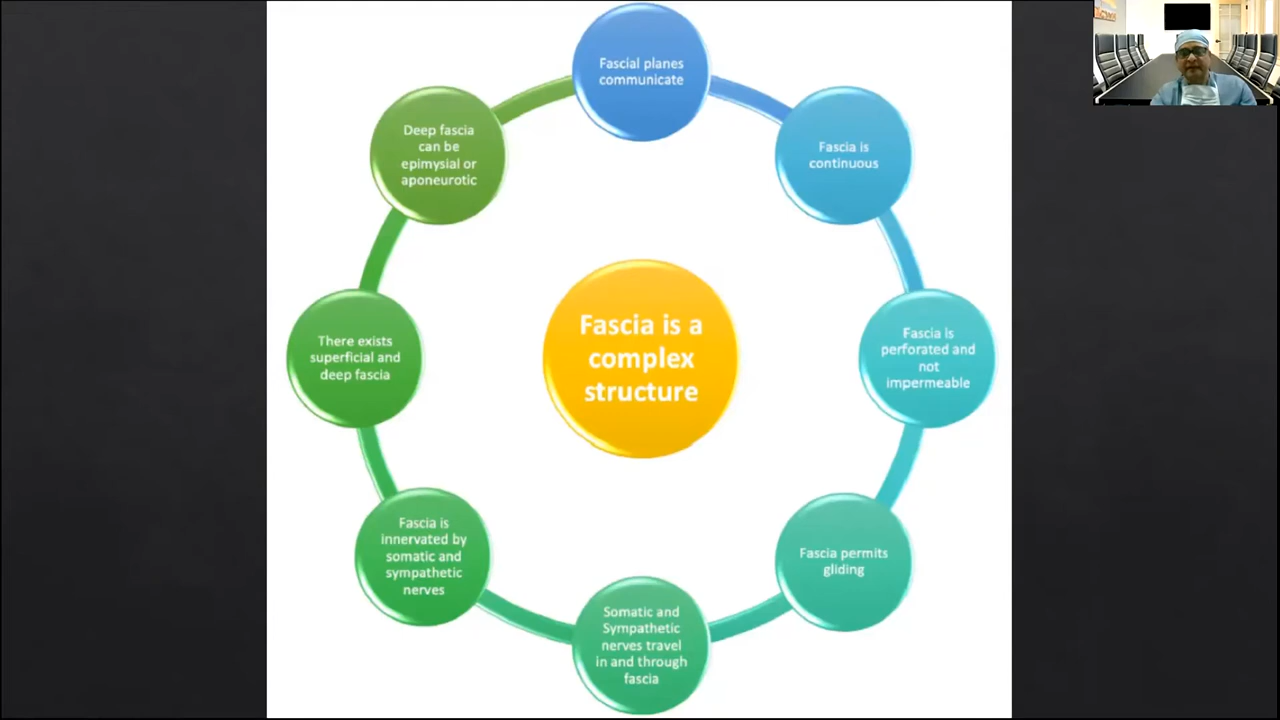 Fascial planes
communicate
Fascia is
continuous
Fascia is
perforated and
not
impermeable
Fascia permits
gliding
Somatic and
Sympathetic
nerves travel
in and through
fascia
Fascia is
innervated by
somatic and
sympathetic
nerves
There exists
superficial and
deep fascia
Deep fascia
can be
epimysial or
aponeurotic
Fascia is a
complex
structure